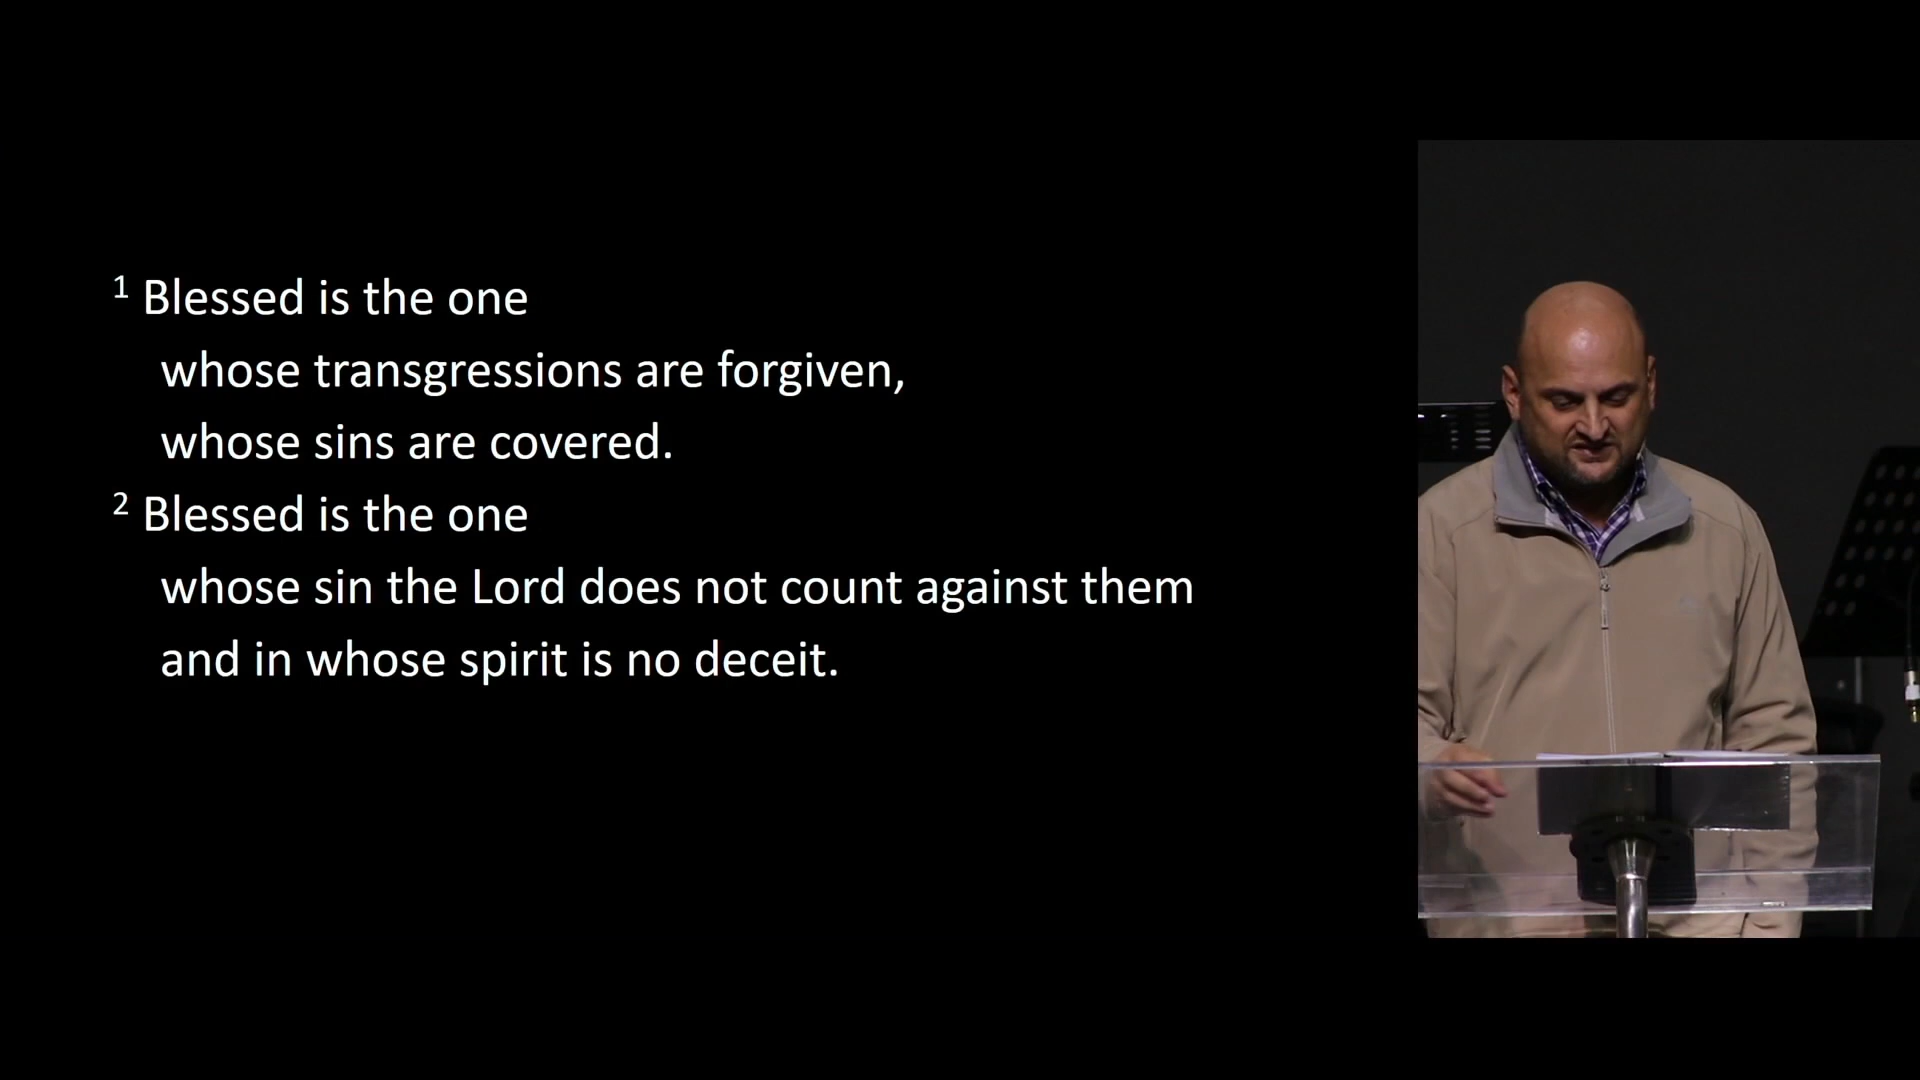 1 Blessed is the one
whose transgressions are forgiven,
whose sins are covered.
2 Blessed is the one
whose sin the Lord does not count against them
and in whose spirit is no deceit.